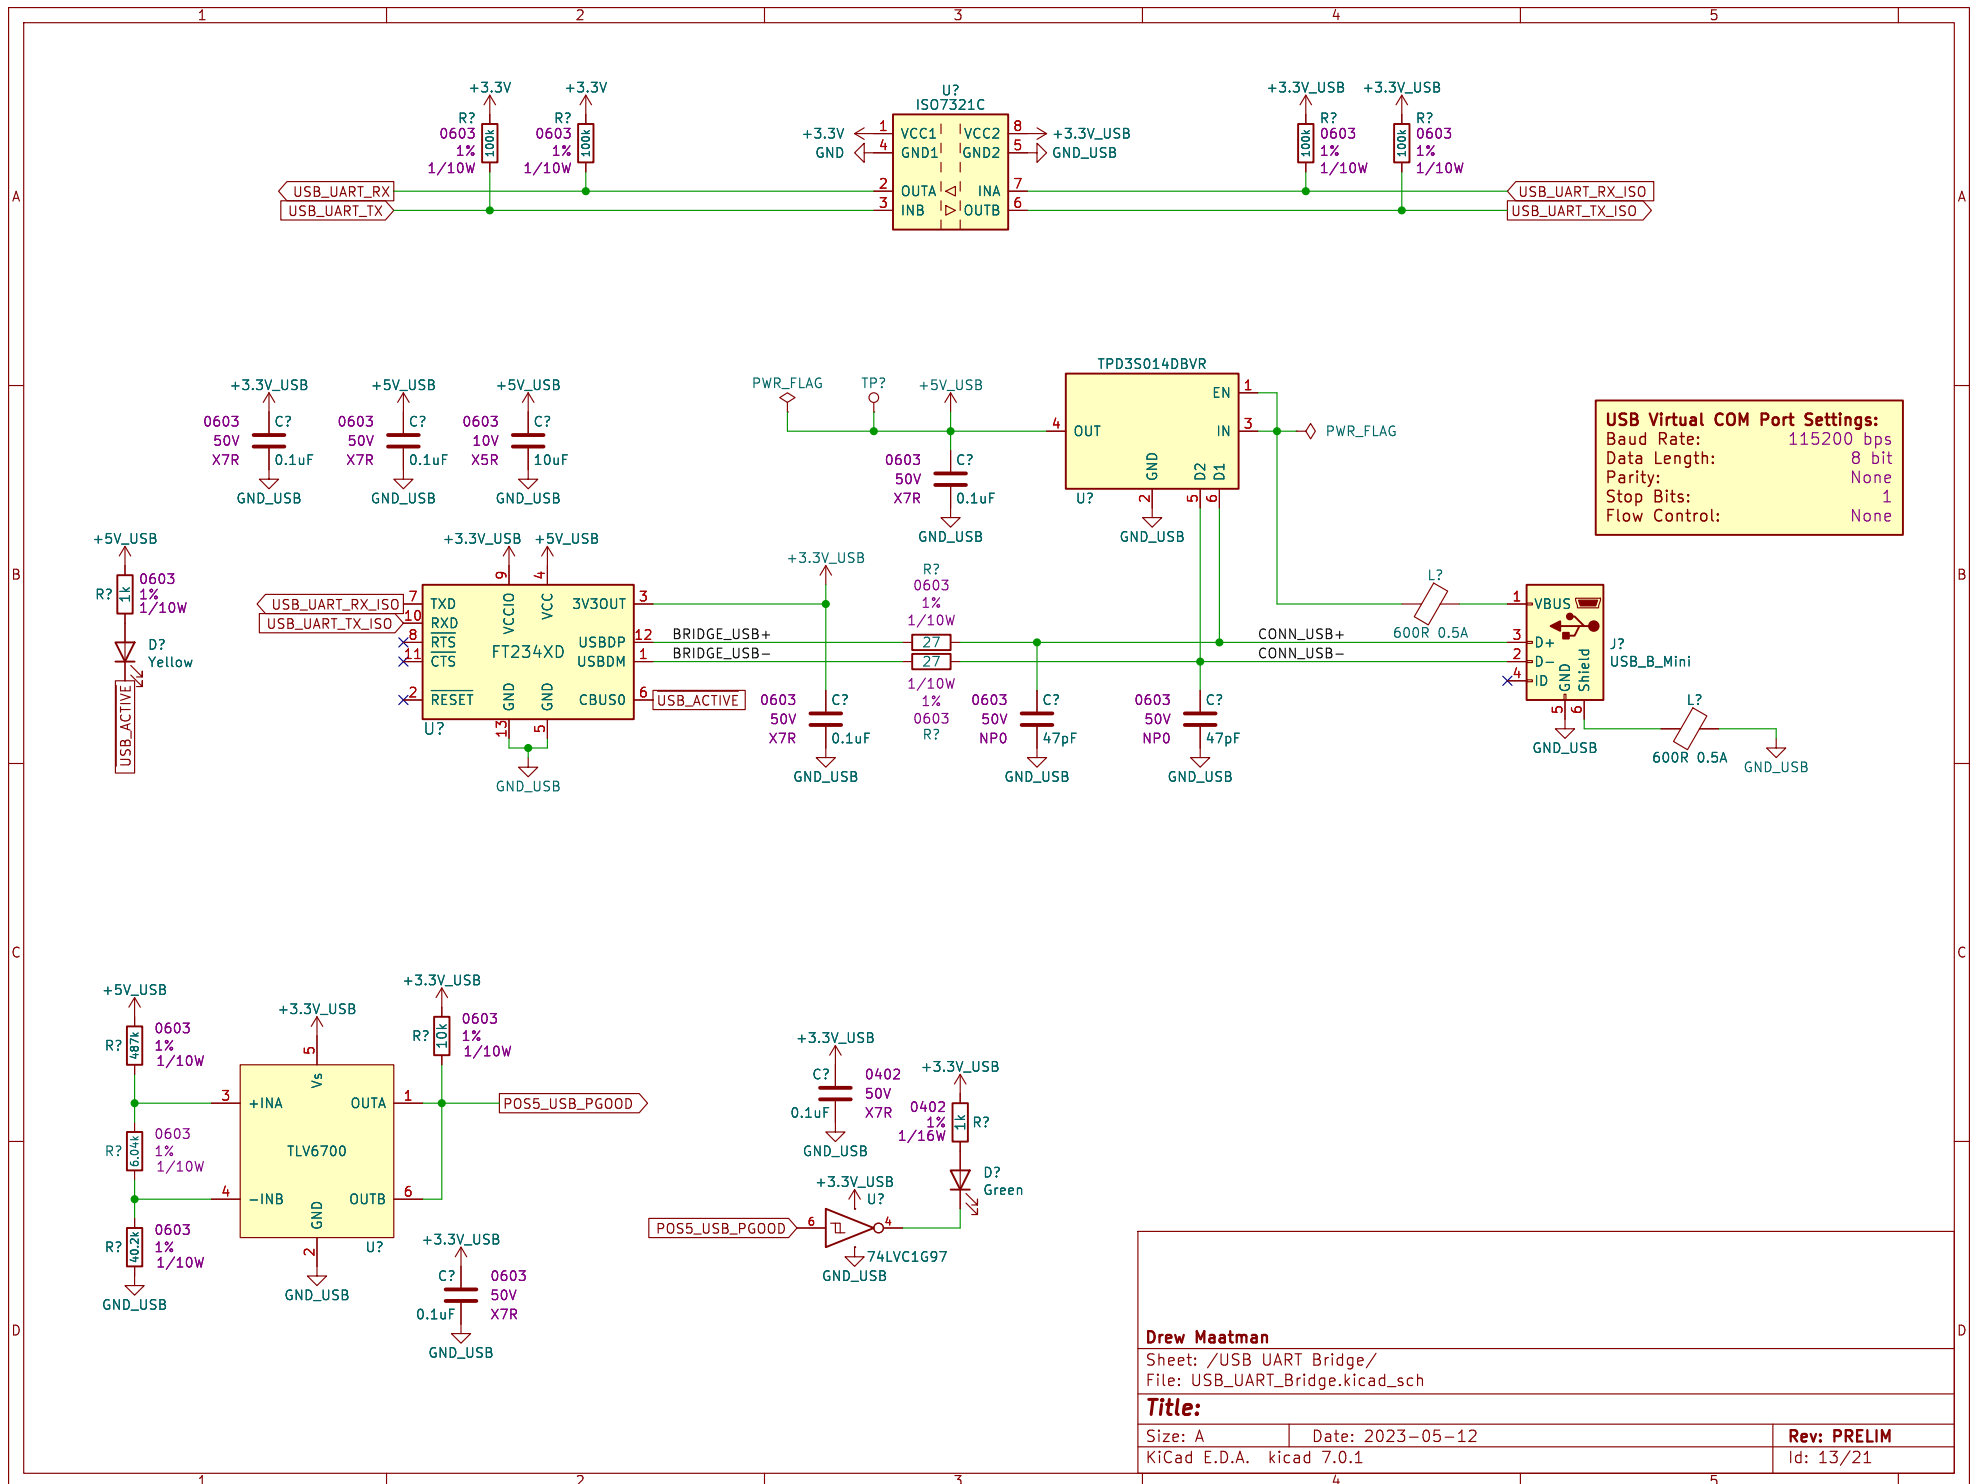 1 2 3 4 5
A A
B B
C C
D D
+3.3V +3.3V
R? R?
0603 0603
1% 1%
1/10W 1/10W
100k 100k
USB_UART_RX
USB_UART_TX
U?
ISO7321C
+3.3V 1 VCC1 VCC2 8 +3.3V_USB
GND 4 GND1 GND2 5 GND_USB
2 OUTA INA 7
3 INB OUTB 6
+3.3V_USB +3.3V_USB
R? R?
0603 0603
1% 1%
1/10W 1/10W
100k 100k
USB_UART_RX_ISO
USB_UART_TX_ISO
+3.3V_USB +5V_USB +5V_USB
0603 C? 0603 C? 0603 C?
50V 50V 10V
X7R 0.1uF X7R 0.1uF X5R 10uF
GND_USB GND_USB GND_USB
PWR_FLAG TP? +5V_USB
0603 C?
50V
X7R 0.1uF
GND_USB
TPD3S014DBVR
EN 1
4 OUT IN 3 PWR_FLAG
GND D2 D1
U? 2 5 6
GND_USB
USB Virtual COM Port Settings:
Baud Rate: 115200 bps
Data Length: 8 bit
Parity: None
Stop Bits: 1
Flow Control: None
+5V_USB
R? 1k 0603
1%
1/10W
D?
Yellow
USB_ACTIVE
+3.3V_USB +5V_USB
9 4
USB_UART_RX_ISO 7 TXD VCCIO VCC 3V3OUT 3
USB_UART_TX_ISO 10 RXD
8 RTS USBDP 12 BRIDGE_USB+
11 CTS FT234XD USBDM 1 BRIDGE_USB-
2 RESET GND GND CBUS0 6 USB_ACTIVE
U? 13 5
GND_USB
+3.3V_USB
0603 C?
50V
X7R 0.1uF
GND_USB
R?
0603
1%
1/10W
27
27
1/10W
1%
0603
R?
0603 C?
50V
NP0 47pF
GND_USB
0603 C?
50V
NP0 47pF
GND_USB
CONN_USB+
CONN_USB-
L?
600R 0.5A
1 VBUS
3 D+ J?
2 D- USB_B_Mini
4 ID GND Shield
5 6
GND_USB
L?
600R 0.5A
GND_USB
+5V_USB
R? 487k 0603
1%
1/10W
R? 6.04k 0603
1%
1/10W
R? 40.2k 0603
1%
1/10W
GND_USB
+3.3V_USB
5
Vs
3 +INA OUTA 1
TLV6700
4 -INB OUTB 6
GND U?
2
GND_USB
+3.3V_USB
R? 10k 0603
1%
1/10W
POS5_USB_PGOOD
+3.3V_USB
C? 0603
50V
0.1uF X7R
GND_USB
+3.3V_USB
C? 0402
50V
0.1uF X7R
GND_USB
+3.3V_USB
0402
1% 1k R?
1/16W
D?
Green
+3.3V_USB
U?
POS5_USB_PGOOD 6 4
74LVC1G97
GND_USB
Drew Maatman
Sheet: /USB UART Bridge/
File: USB_UART_Bridge.kicad_sch
Title:
Size: A Date: 2023-05-12 Rev: PRELIM
KiCad E.D.A. kicad 7.0.1 Id: 13/21
1 2 3 4 5